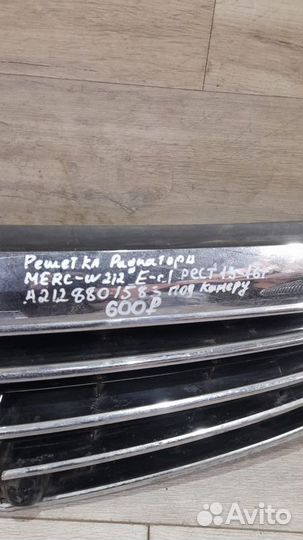 Решетка Радиатора
MERC-W212 E-cl РЕСТ 13-16г
A2128801583 под камеру
600₽
Avito